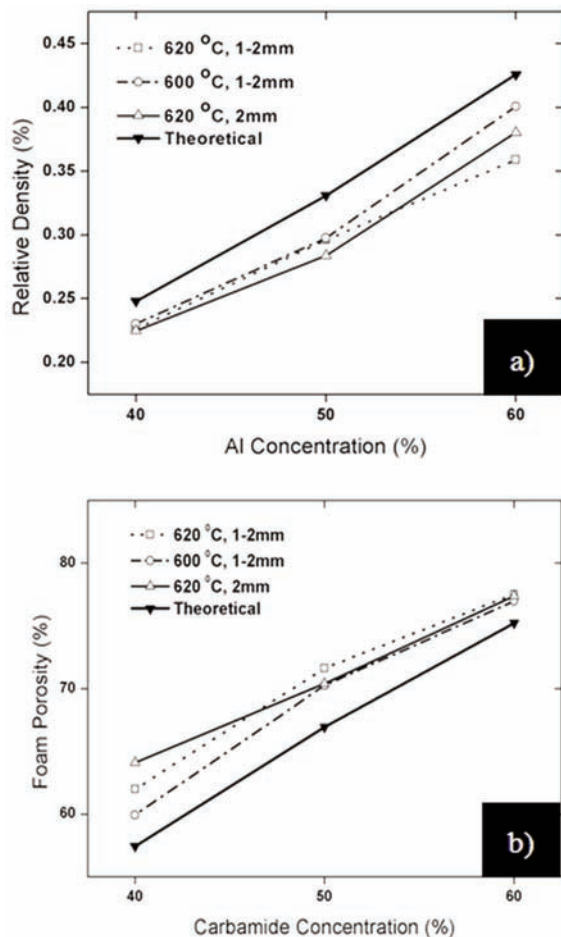 0.45
0.40
0.35
0.30
0.25
0.20
Relative Density (%)
620 °C, 1-2mm
600 °C, 1-2mm
620 °C, 2mm
Theoretical
a)
40 50 60
Al Concentration (%)
80
70
60
Foam Porosity (%)
620 °C, 1-2mm
600 °C, 1-2mm
620 °C, 2mm
Theoretical
b)
40 50 60
Carbamide Concentration (%)